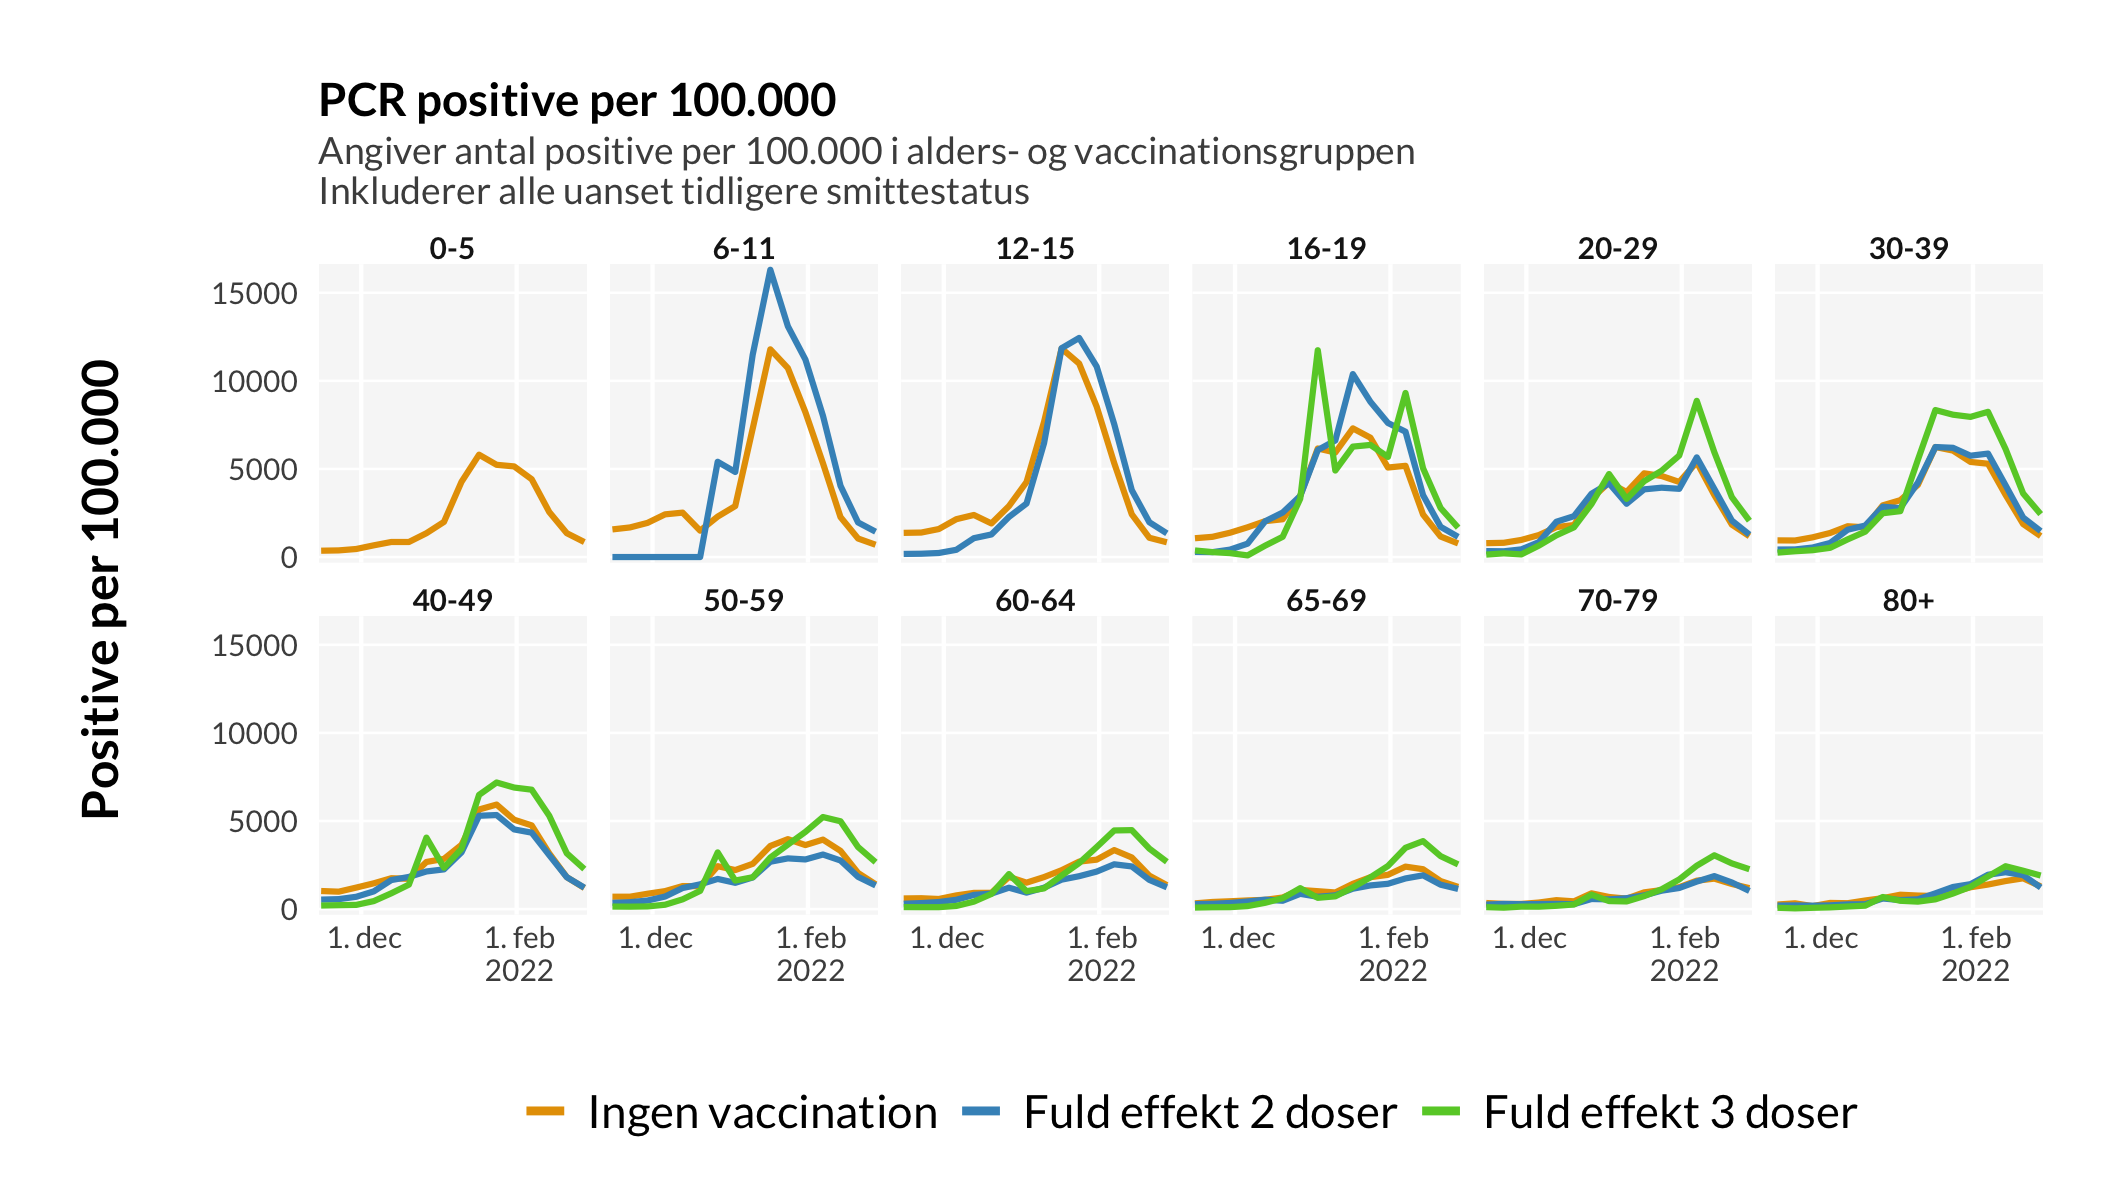 PCR positive per 100.000
Angiver antal positive per 100.000 i alders- og vaccinationsgruppen
Inkluderer alle uanset tidligere smittestatus
Positive per 100.000
0-5 6-11 12-15 16-19 20-29 30-39
15000
10000
5000
0
40-49 50-59 60-64 65-69 70-79 80+
15000
10000
5000
0
1. dec 1. feb 1. dec 1. feb 1. dec 1. feb 1. dec 1. feb 1. dec 1. feb 1. dec 1. feb
2022 2022 2022 2022 2022 2022
Ingen vaccination Fuld effekt 2 doser Fuld effekt 3 doser